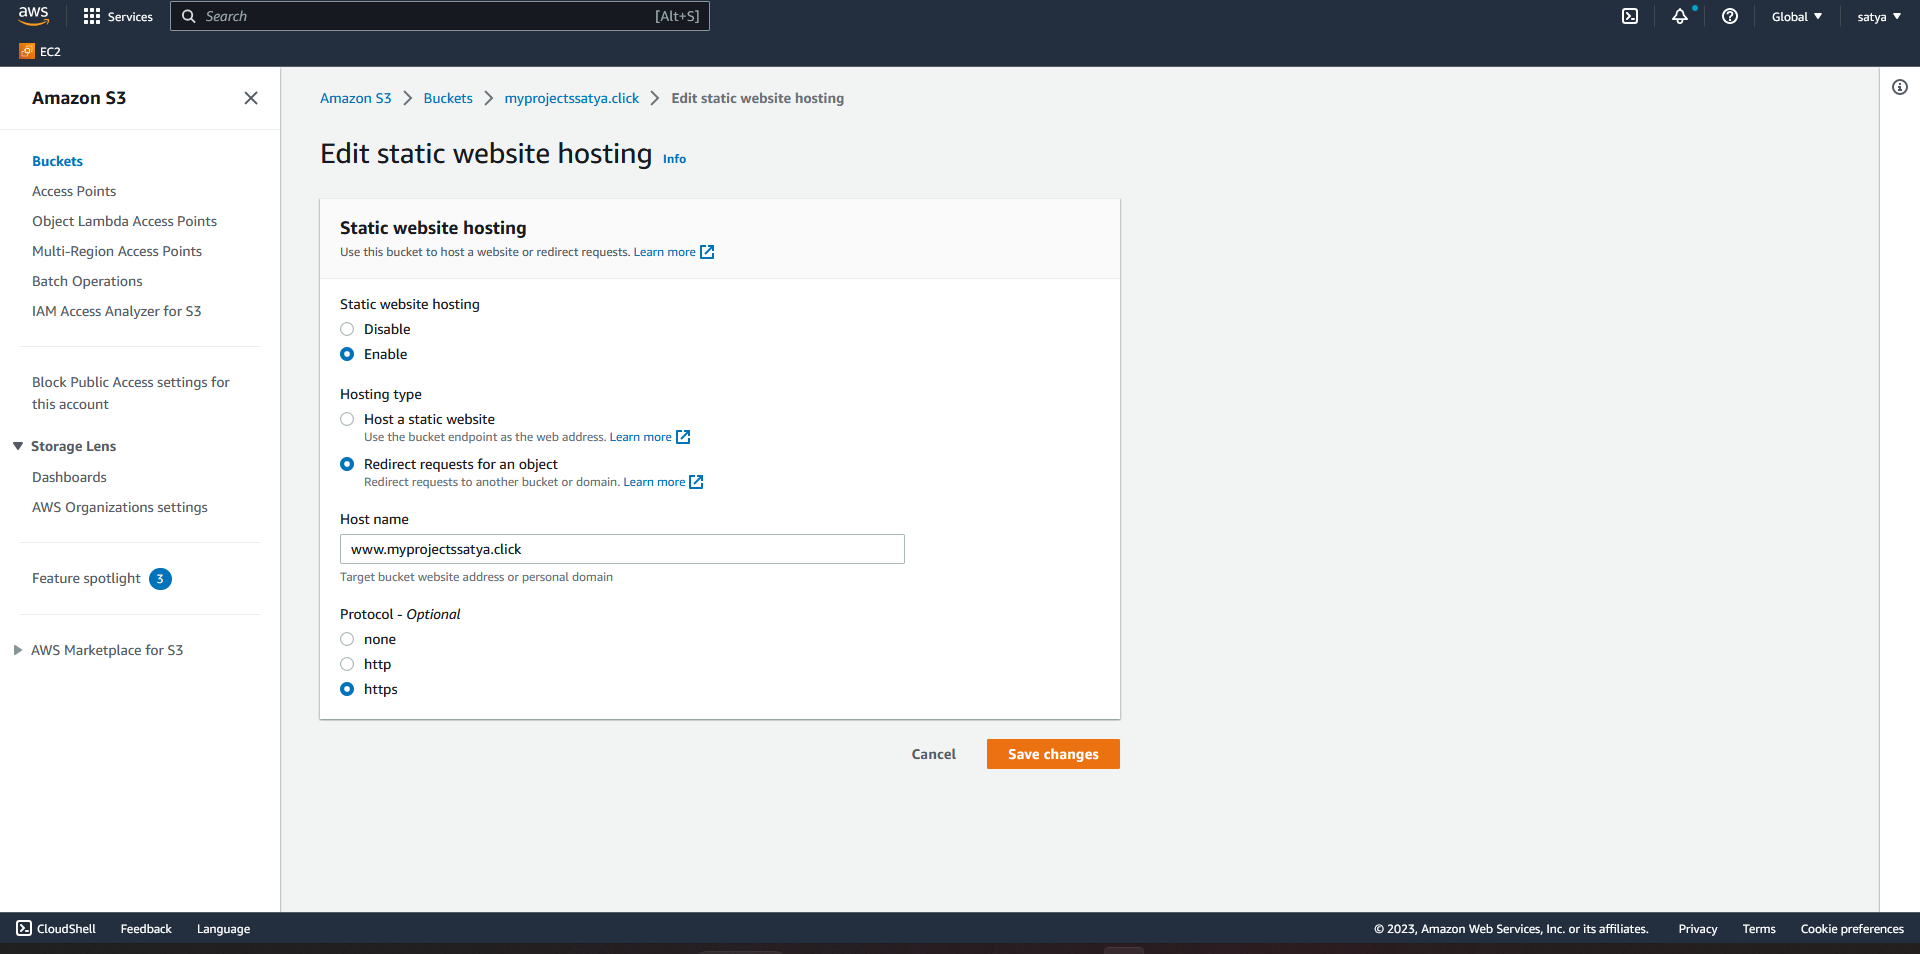 aws
Services
Search
[Alt+S]
Global
satya
EC2
Amazon S3
Buckets
Access Points
Object Lambda Access Points
Multi-Region Access Points
Batch Operations
IAM Access Analyzer for S3
Block Public Access settings for
this account
Storage Lens
Dashboards
AWS Organizations settings
Feature spotlight 3
AWS Marketplace for S3
Amazon S3 > Buckets > myprojectssatya.click > Edit static website hosting
Edit static website hosting Info
Static website hosting
Use this bucket to host a website or redirect requests. Learn more
Static website hosting
Disable
Enable
Hosting type
Host a static website
Use the bucket endpoint as the web address. Learn more
Redirect requests for an object
Redirect requests to another bucket or domain. Learn more
Host name
www.myprojectssatya.click
Target bucket website address or personal domain
Protocol - Optional
none
http
https
Cancel
Save changes
CloudShell
Feedback
Language
© 2023, Amazon Web Services, Inc. or its affiliates.
Privacy
Terms
Cookie preferences